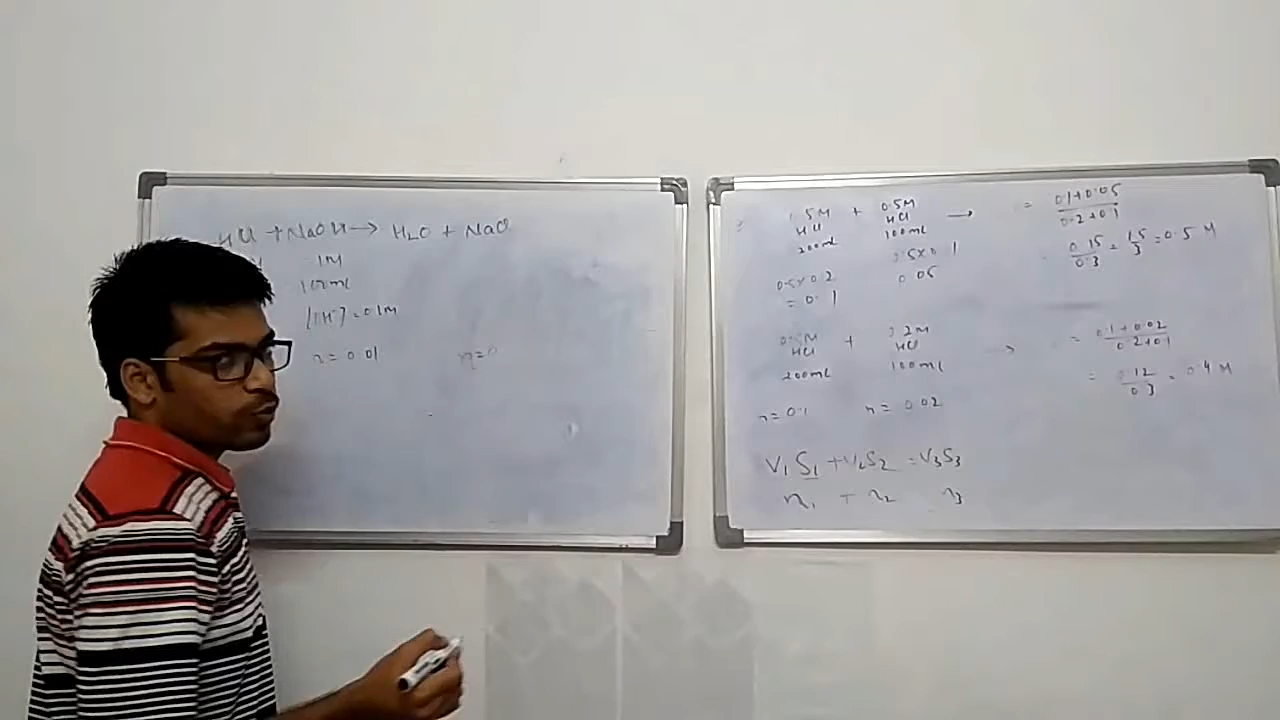 HCl + NaOH → H₂O + NaCl
1M
100ml
[OH⁻] = 0.1M
n = 0.01 n=0
0.5M + 0.5M → = 0.1+0.05 / 0.2+0.1
HCl HCl
200ml 100ml
0.5×0.2 0.5×0.1 = 0.15/0.3 = 1.5/3 = 0.5 M
= 0.1 0.05
0.5M + 0.2M → = 0.1+0.02 / 0.2+0.1
HCl HCl
200ml 100ml = 0.12/0.3 = 0.4 M
n = 0.1 n = 0.02
V₁S₁ + V₂S₂ = V₃S₃
n₁ + n₂ n₃